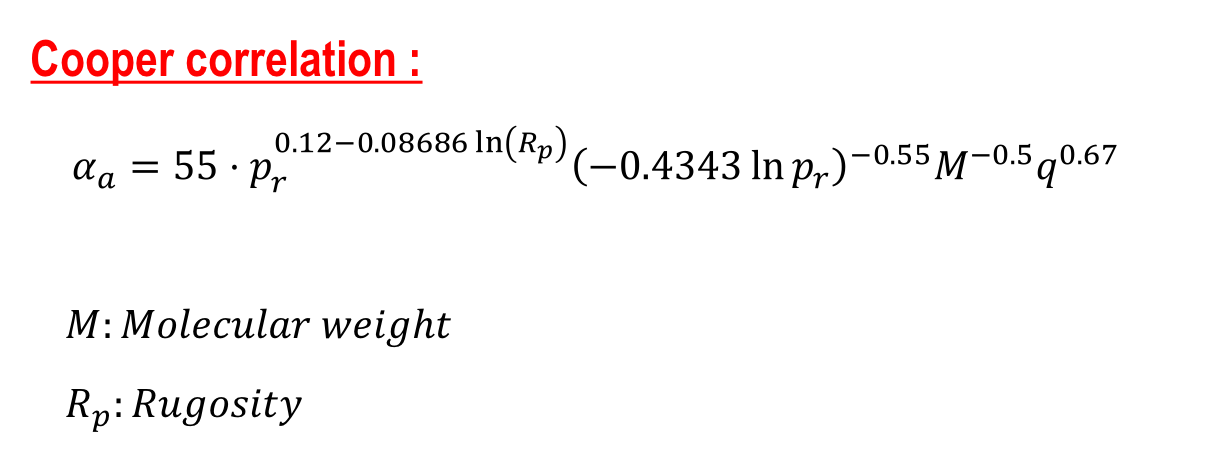 Cooper correlation :
α_a = 55 · p_r^{0.12−0.08686 ln(R_p)} (−0.4343 ln p_r)^{−0.55} M^{−0.5} q^{0.67}
M: Molecular weight
R_p: Rugosity